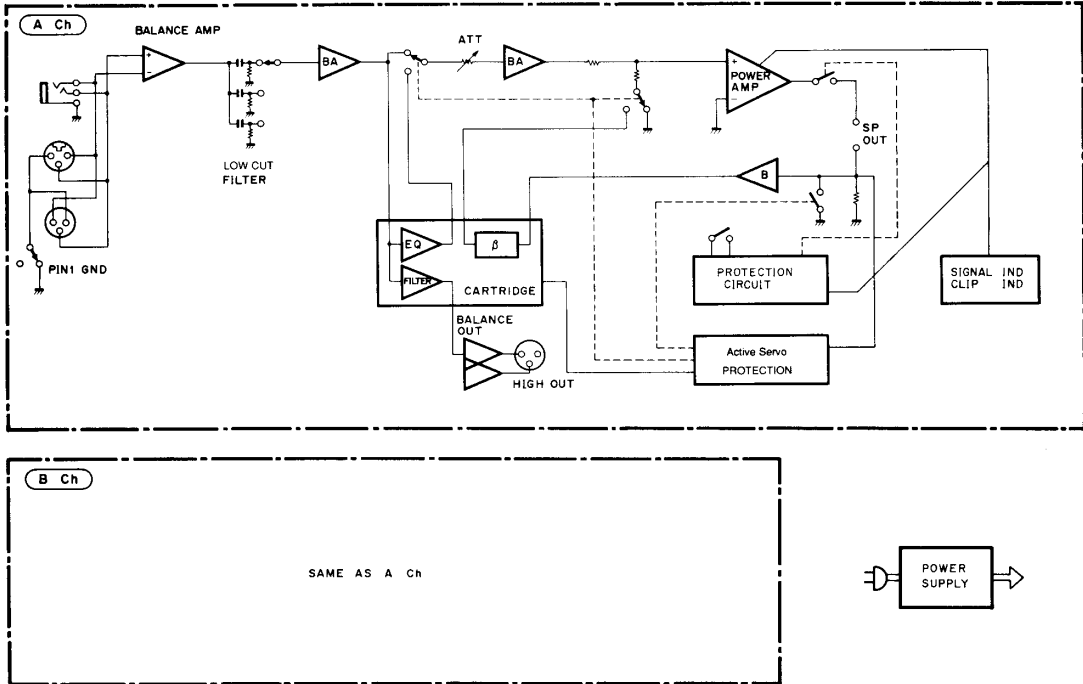 A Ch
BALANCE AMP
+
−
BA
ATT
BA
+
−
POWER
AMP
SP
OUT
LOW CUT
FILTER
B
PIN1 GND
EQ
β
FILTER
CARTRIDGE
PROTECTION
CIRCUIT
SIGNAL IND
CLIP IND
BALANCE
OUT
HIGH OUT
Active Servo
PROTECTION
B Ch
SAME AS A Ch
POWER
SUPPLY